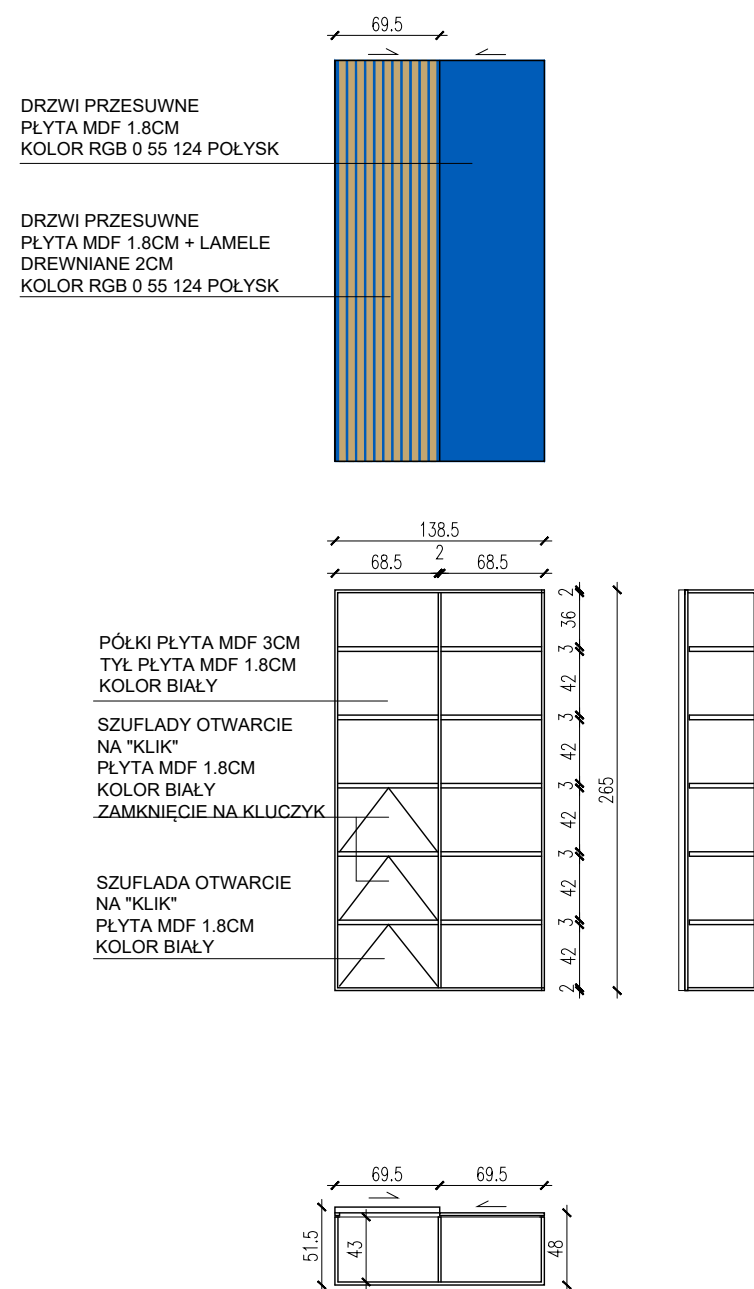 69.5
DRZWI PRZESUWNE
PŁYTA MDF 1.8CM
KOLOR RGB 0 55 124 POŁYSK
DRZWI PRZESUWNE
PŁYTA MDF 1.8CM + LAMELE
DREWNIANE 2CM
KOLOR RGB 0 55 124 POŁYSK
138.5
68.5
2
68.5
2
36
3
42
3
42
3
42
3
42
3
42
2
265
PÓŁKI PŁYTA MDF 3CM
TYŁ PŁYTA MDF 1.8CM
KOLOR BIAŁY
SZUFLADY OTWARCIE
NA "KLIK"
PŁYTA MDF 1.8CM
KOLOR BIAŁY
ZAMKNIĘCIE NA KLUCZYK
SZUFLADA OTWARCIE
NA "KLIK"
PŁYTA MDF 1.8CM
KOLOR BIAŁY
69.5
69.5
51.5
43
48